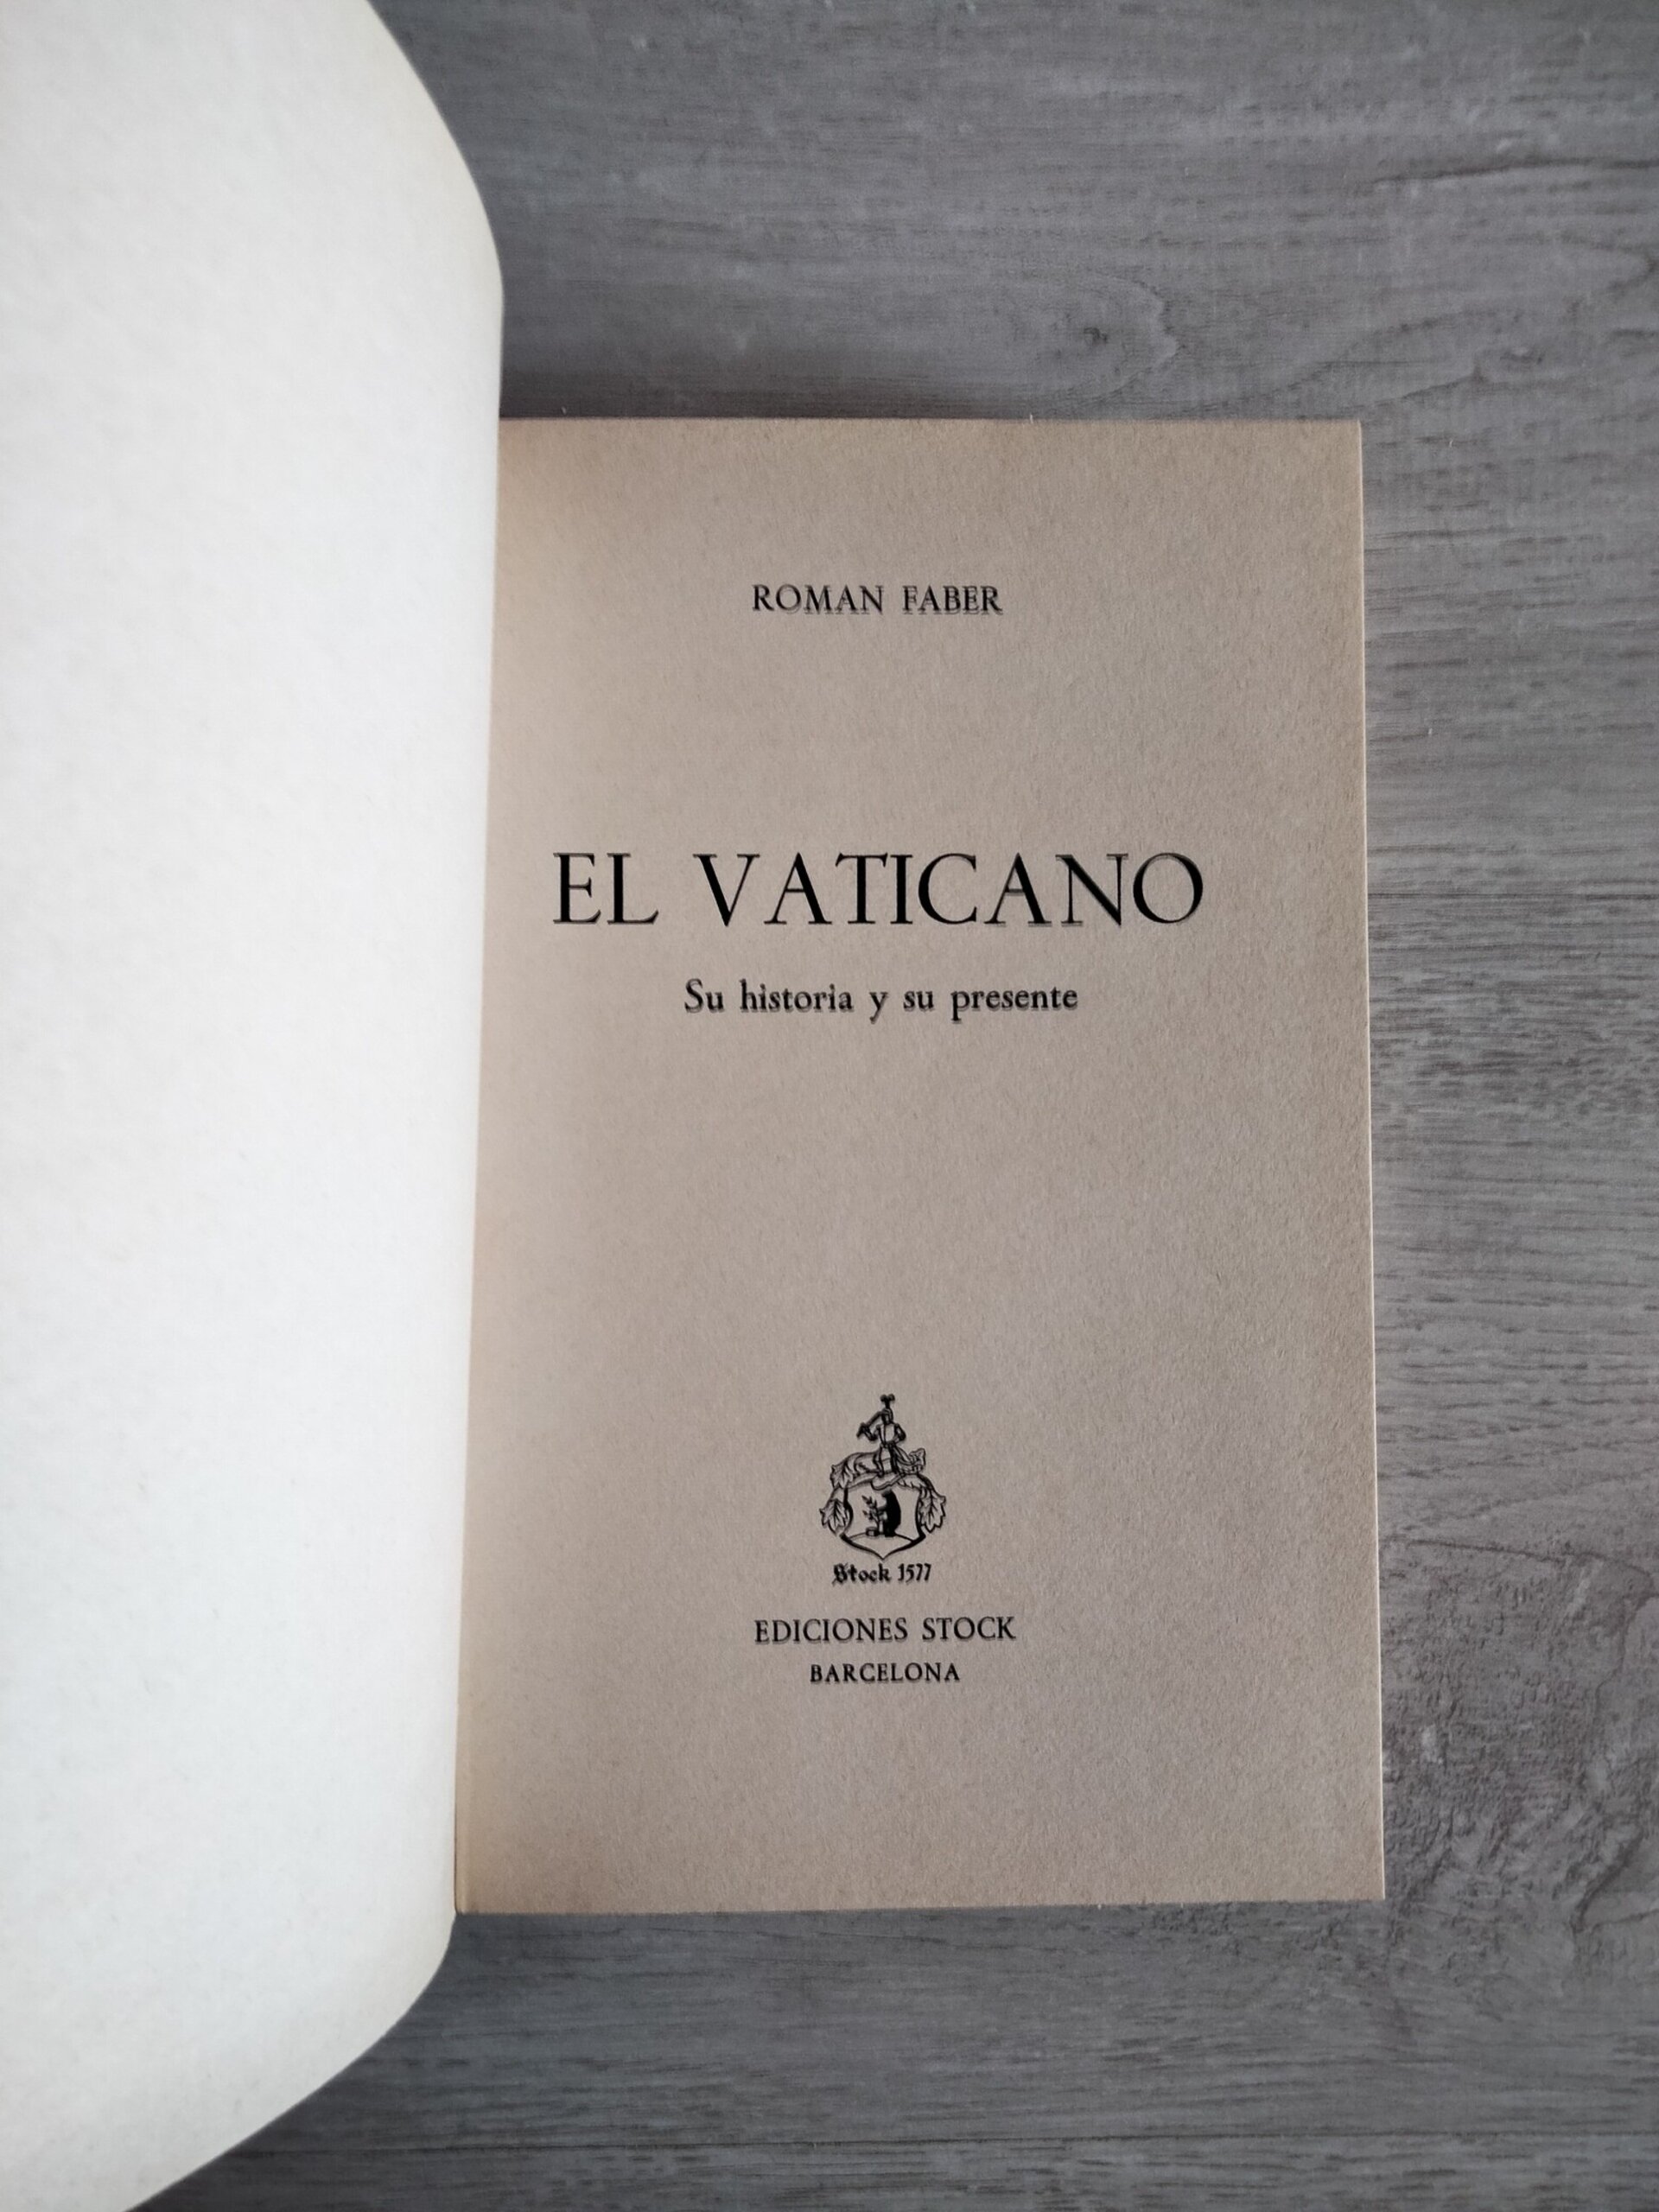 ROMAN FABER
EL VATICANO
Su historia y su presente
Stock 1577
EDICIONES STOCK
BARCELONA